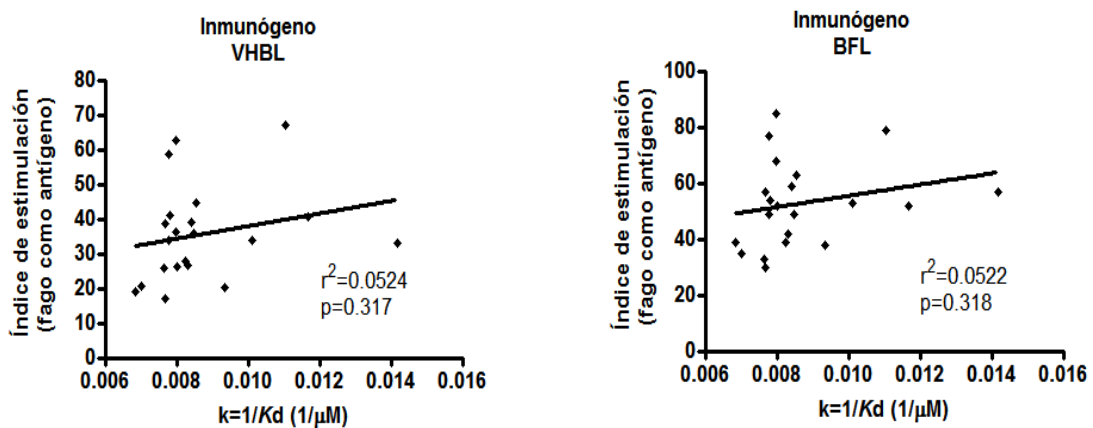 Inmunógeno
VHBL
Índice de estimulación
(fago como antígeno)
80
70
60
50
40
30
20
10
0
r²=0.0524
p=0.317
0.006 0.008 0.010 0.012 0.014 0.016
k=1/Kd (1/µM)
Inmunógeno
BFL
Índice de estimulación
(fago como antígeno)
100
80
60
40
20
0
r²=0.0522
p=0.318
0.006 0.008 0.010 0.012 0.014 0.016
k=1/Kd (1/µM)